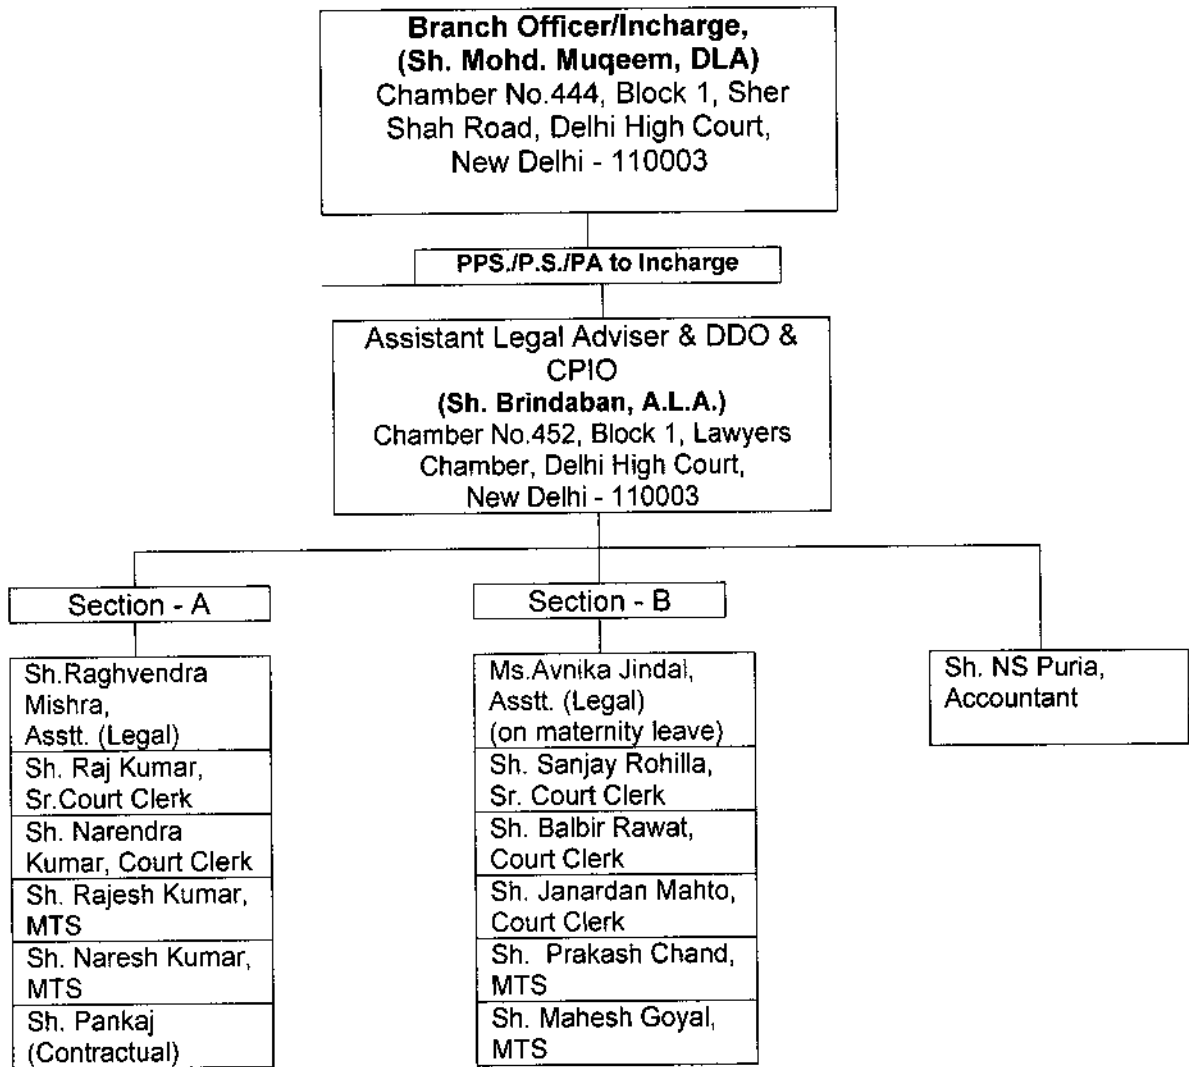 Branch Officer/Incharge,
(Sh. Mohd. Muqeem, DLA)
Chamber No.444, Block 1, Sher
Shah Road, Delhi High Court,
New Delhi - 110003
PPS./P.S./PA to Incharge
Assistant Legal Adviser & DDO &
CPIO
(Sh. Brindaban, A.L.A.)
Chamber No.452, Block 1, Lawyers
Chamber, Delhi High Court,
New Delhi - 110003
Section - A
Sh.Raghvendra
Mishra,
Asstt. (Legal)
Sh. Raj Kumar,
Sr.Court Clerk
Sh. Narendra
Kumar, Court Clerk
Sh. Rajesh Kumar,
MTS
Sh. Naresh Kumar,
MTS
Sh. Pankaj
(Contractual)
Section - B
Ms.Avnika Jindal,
Asstt. (Legal)
(on maternity leave)
Sh. Sanjay Rohilla,
Sr. Court Clerk
Sh. Balbir Rawat,
Court Clerk
Sh. Janardan Mahto,
Court Clerk
Sh. Prakash Chand,
MTS
Sh. Mahesh Goyal,
MTS
Sh. NS Puria,
Accountant